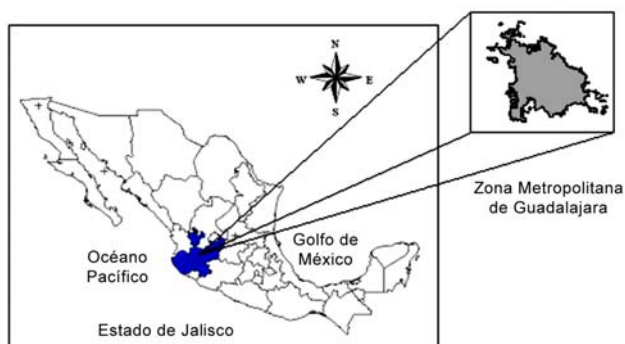 N
W E
S
Zona Metropolitana
de Guadalajara
Golfo de
México
Océano
Pacífico
Estado de Jalisco